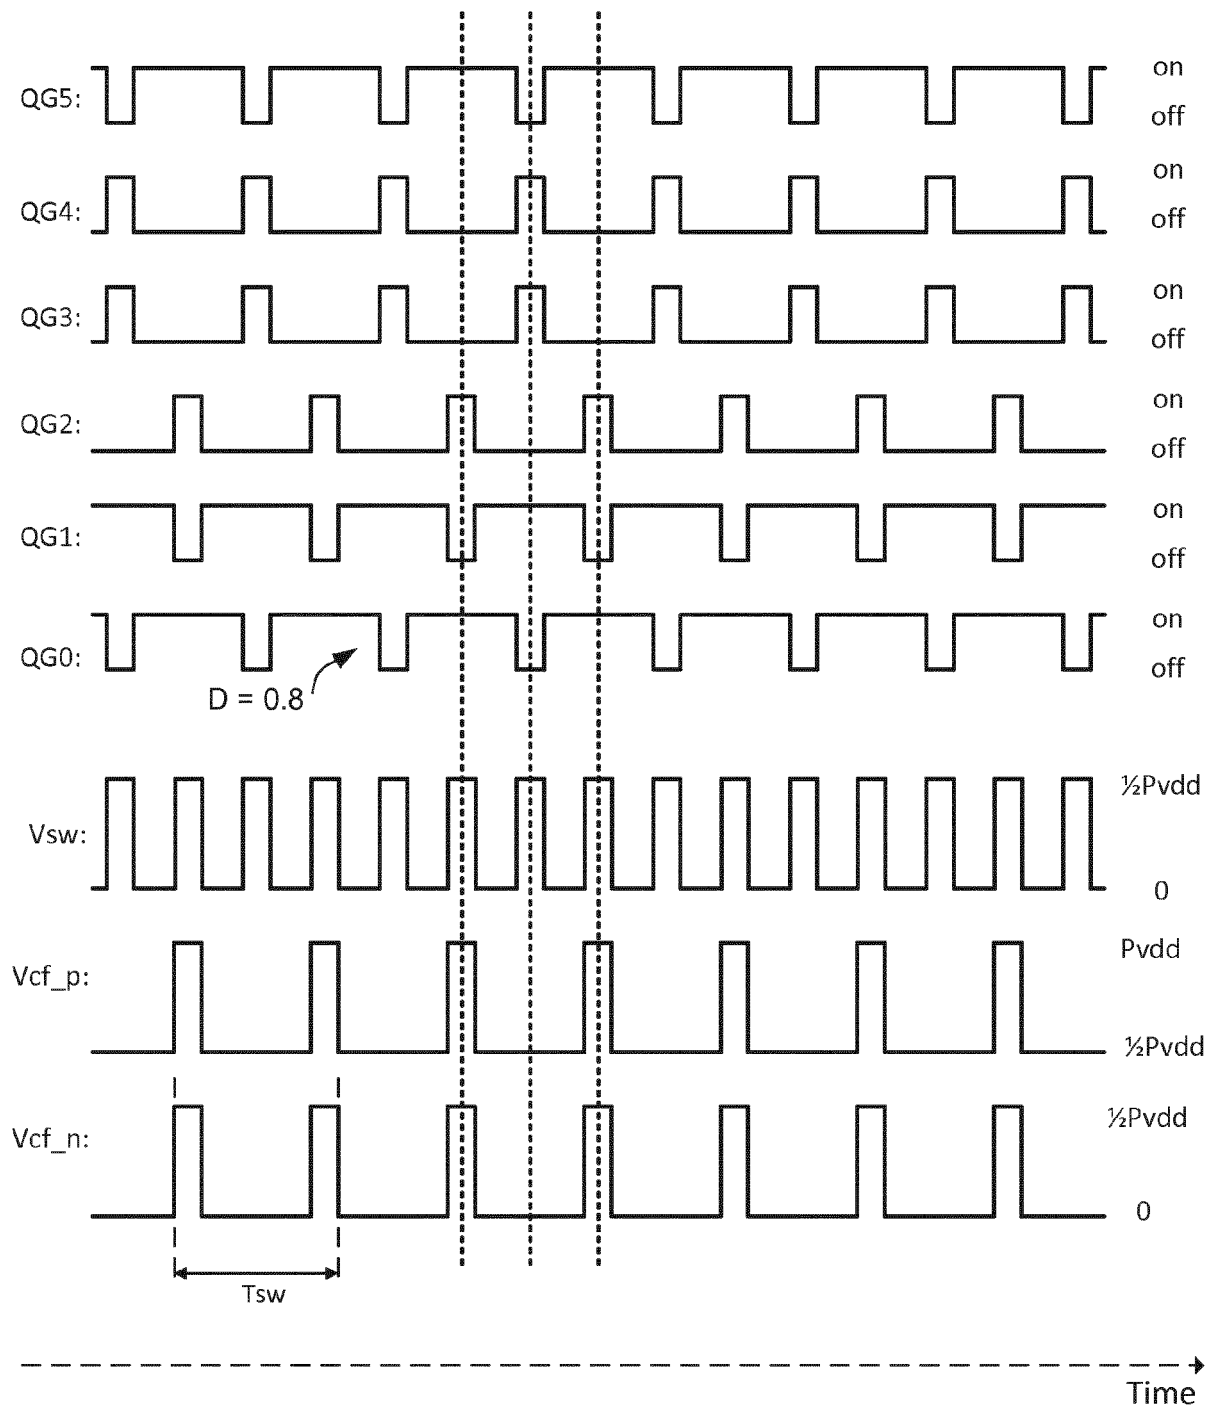 QG5:
on
off
QG4:
on
off
QG3:
on
off
QG2:
on
off
QG1:
on
off
QG0:
on
off
D = 0.8
Vsw:
½Pvdd
0
Vcf_p:
Pvdd
½Pvdd
Vcf_n:
½Pvdd
0
Tsw
Time